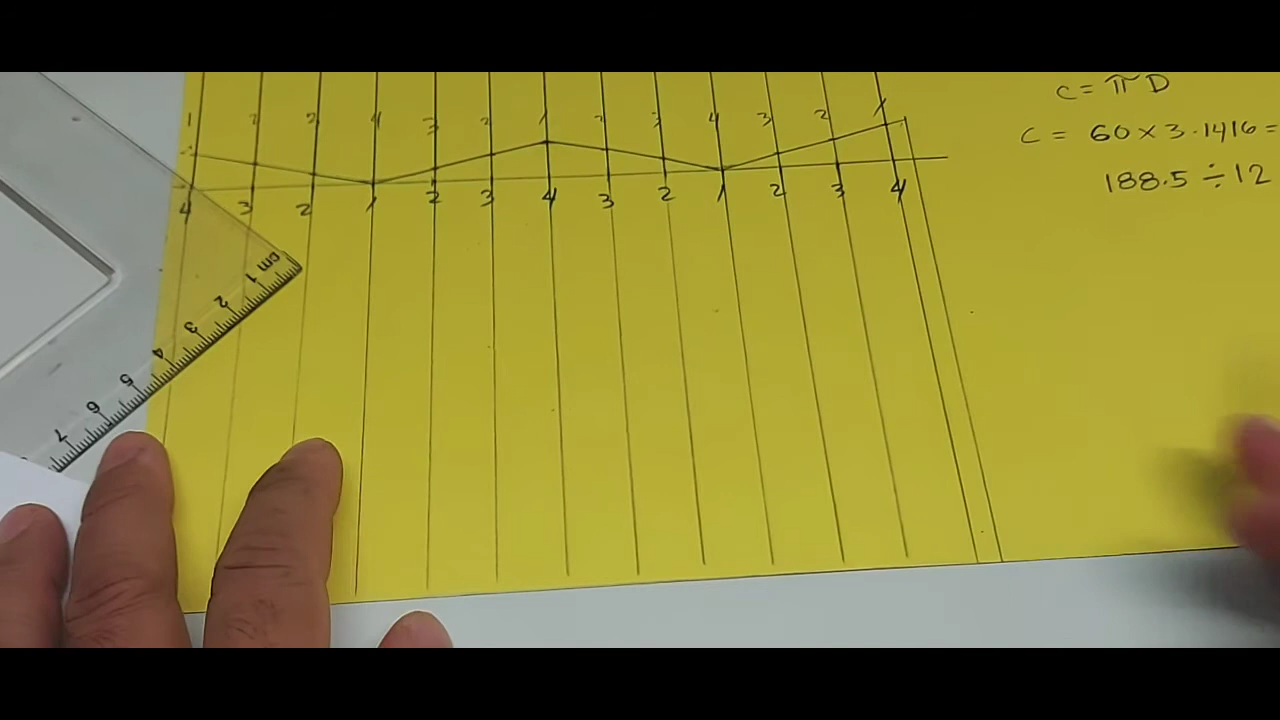 C = π D
C = 60 x 3.1416 =
188.5 ÷ 12
1 2 3 4 3 2 1 2 3 4 3 2 1
4 3 2 1 2 3 4 3 2 1 2 3 4
cm 1 2 3 4 5 6 7